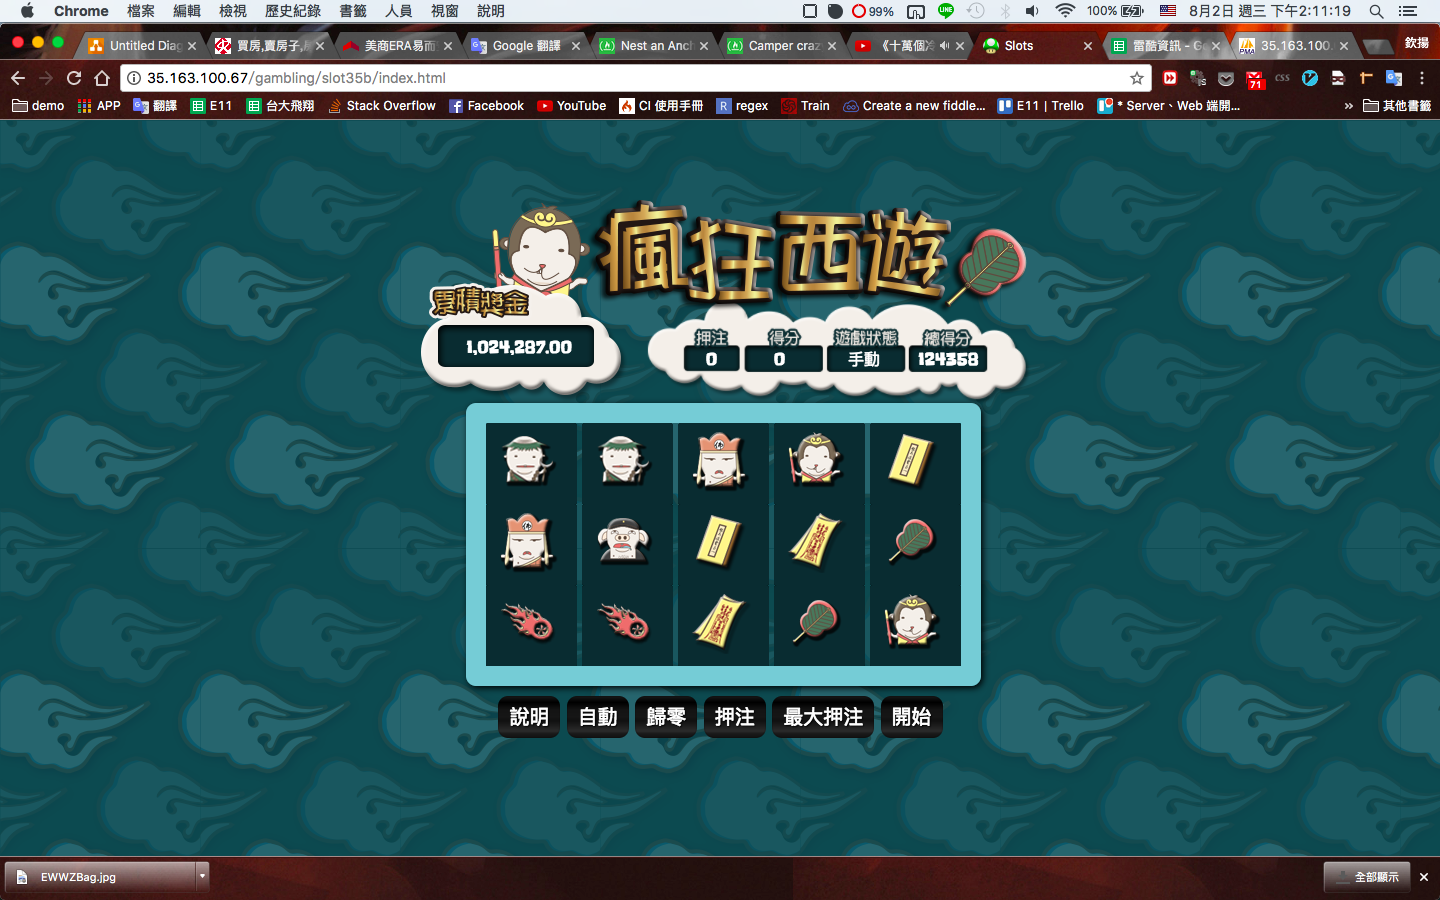 Chrome 檔案 編輯 檢視 歷史紀錄 書籤 人員 視窗 說明 99% LINE 100% 8月2日 週三 下午2:11:19
Untitled Diag 買房,賣房子,房 美商ERA易而 Google 翻譯 Nest an Anch Camper craz 《十萬個冷 Slots 雷酷資訊 - Go 35.163.100. 欽揚
35.163.100.67/gambling/slot35b/index.html 71 CSS
demo APP 翻譯 E11 台大飛翔 Stack Overflow Facebook YouTube CI 使用手冊 R regex Train Create a new fiddle... E11 | Trello * Server、Web 端開... » 其他書籤
瘋狂西遊
累積獎金
1,024,287.00
押注 得分 遊戲狀態 總得分
0 0 手動 124358
佛
佛
說明 自動 歸零 押注 最大押注 開始
EWWZBag.jpg 全部顯示